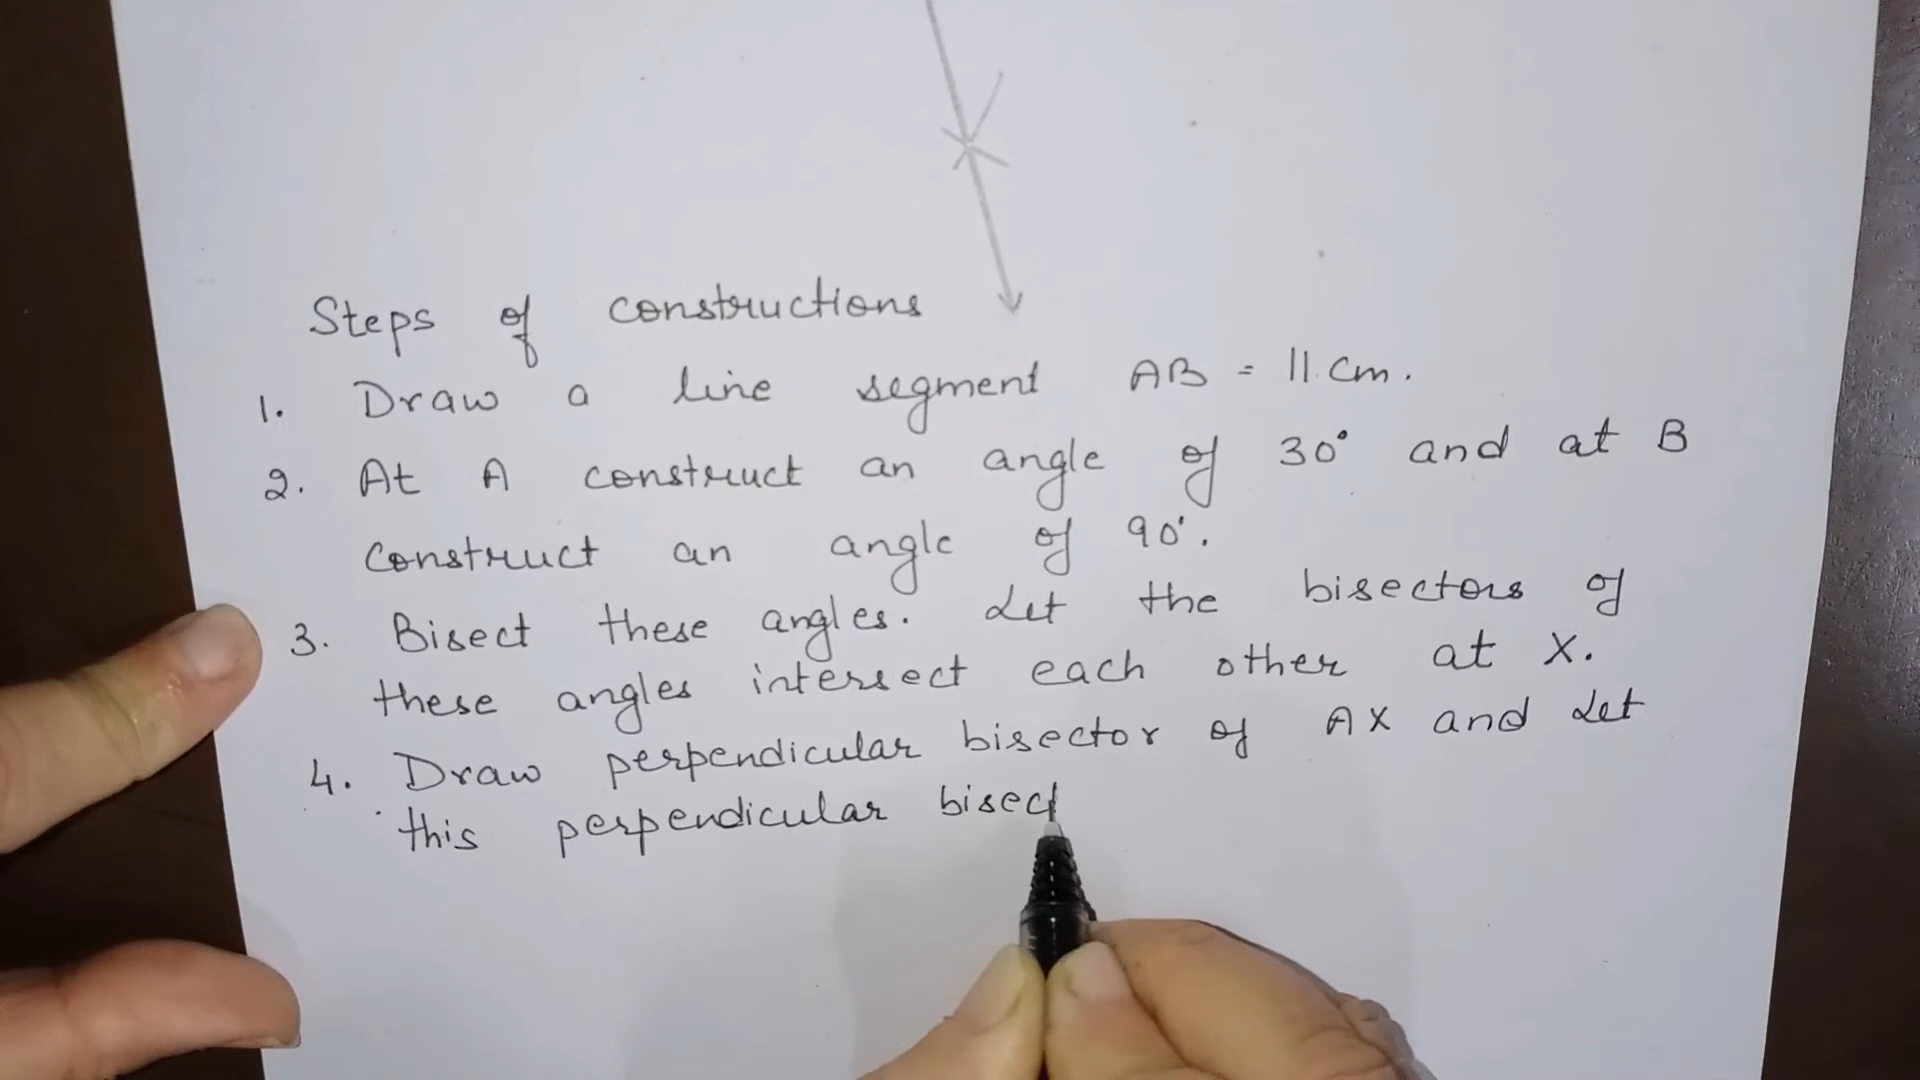 Steps of constructions
1. Draw a line segment AB = 11 cm.
2. At A construct an angle of 30° and at B
construct an angle of 90°.
3. Bisect these angles. Let the bisectors of
these angles intersect each other at X.
4. Draw perpendicular bisector of AX and Let
this perpendicular bisect